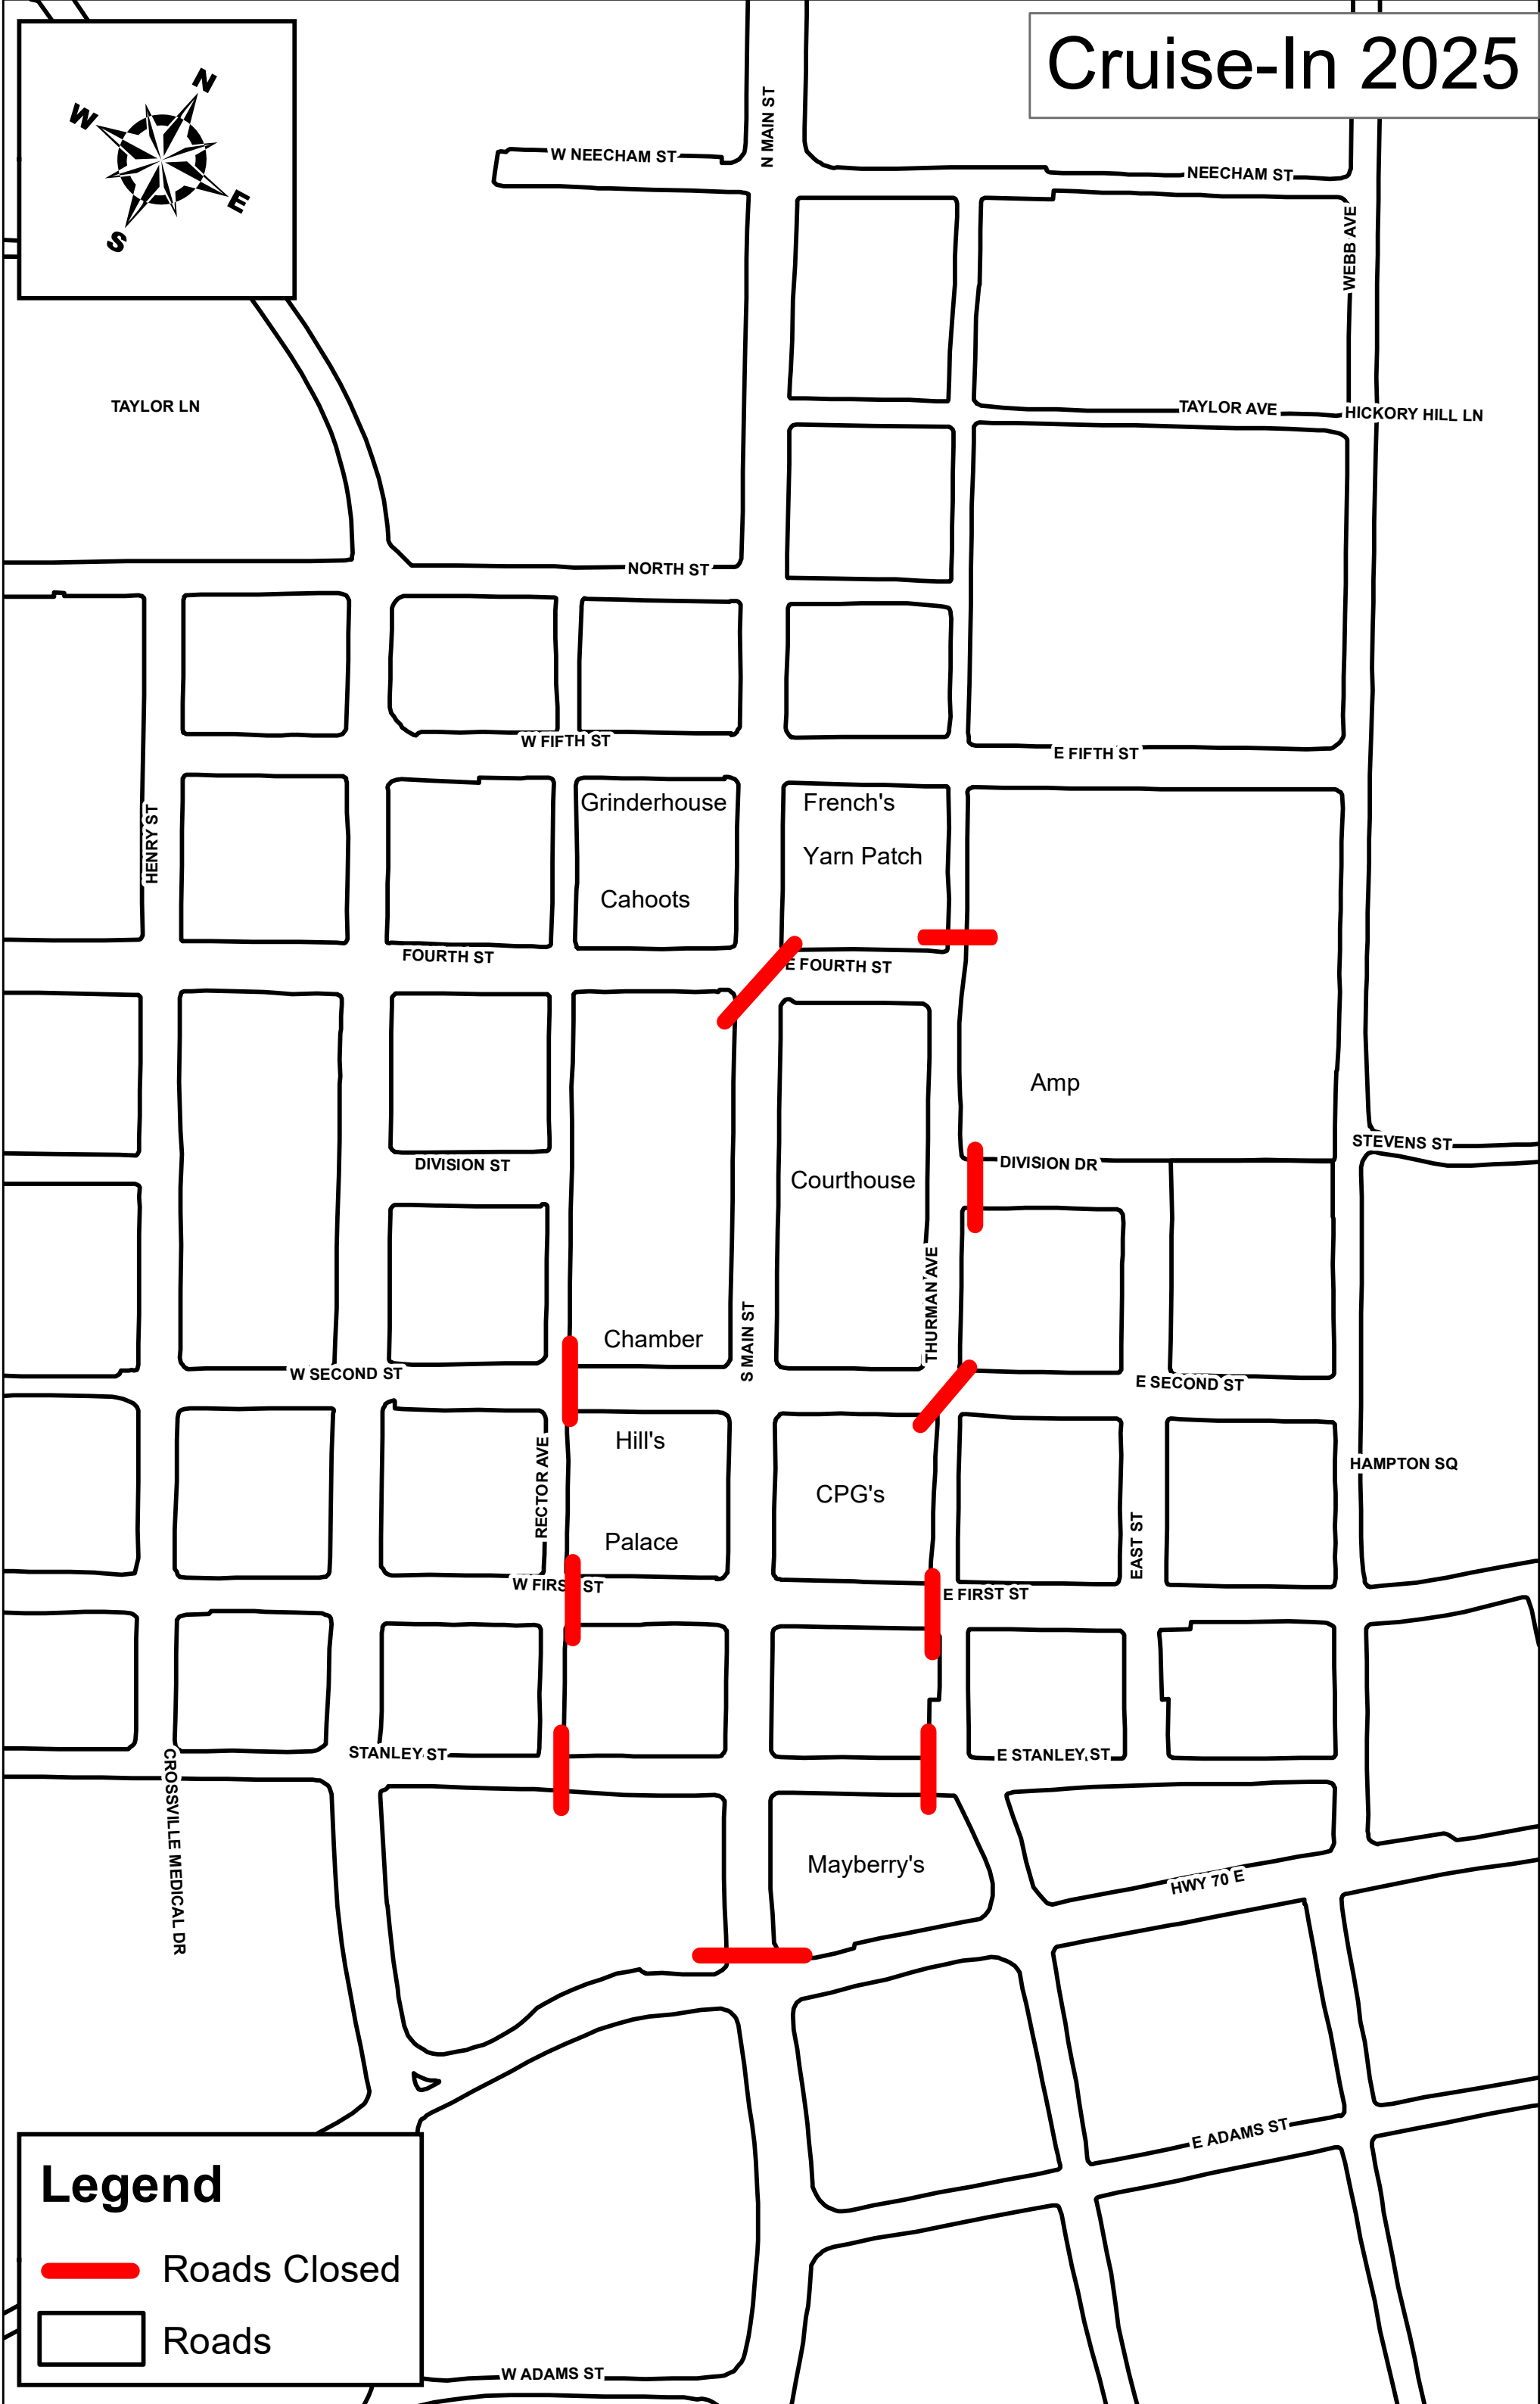 Cruise-In 2025
N
W
E
S
N MAIN ST
W NEECHAM ST
NEECHAM ST
WEBB AVE
TAYLOR LN
TAYLOR AVE
HICKORY HILL LN
NORTH ST
W FIFTH ST
E FIFTH ST
HENRY ST
Grinderhouse
French's
Yarn Patch
Cahoots
FOURTH ST
E FOURTH ST
Amp
STEVENS ST
DIVISION ST
DIVISION DR
Courthouse
THURMAN AVE
S MAIN ST
Chamber
W SECOND ST
E SECOND ST
RECTOR AVE
Hill's
HAMPTON SQ
CPG's
EAST ST
Palace
W FIRST ST
E FIRST ST
STANLEY ST
E STANLEY ST
CROSSVILLE MEDICAL DR
Mayberry's
HWY 70 E
E ADAMS ST
Legend
Roads Closed
Roads
W ADAMS ST